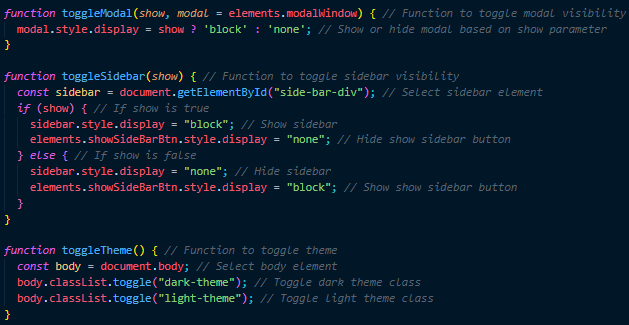 function toggleModal(show, modal = elements.modalWindow) { // Function to toggle modal visibility
  modal.style.display = show ? 'block' : 'none'; // Show or hide modal based on show parameter
}

function toggleSidebar(show) { // Function to toggle sidebar visibility
  const sidebar = document.getElementById("side-bar-div"); // Select sidebar element
  if (show) { // If show is true
    sidebar.style.display = "block"; // Show sidebar
    elements.showSideBarBtn.style.display = "none"; // Hide show sidebar button
  } else { // If show is false
    sidebar.style.display = "none"; // Hide sidebar
    elements.showSideBarBtn.style.display = "block"; // Show show sidebar button
  }
}

function toggleTheme() { // Function to toggle theme
  const body = document.body; // Select body element
  body.classList.toggle("dark-theme"); // Toggle dark theme class
  body.classList.toggle("light-theme"); // Toggle light theme class
}